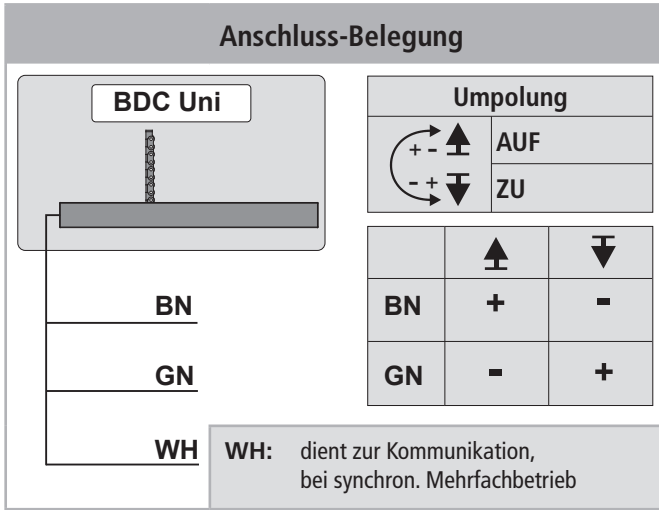 Anschluss-Belegung
BDC Uni
Umpolung
+ - AUF
- + ZU
BN
GN
WH
BN + -
GN - +
WH: dient zur Kommunikation,
bei synchron. Mehrfachbetrieb